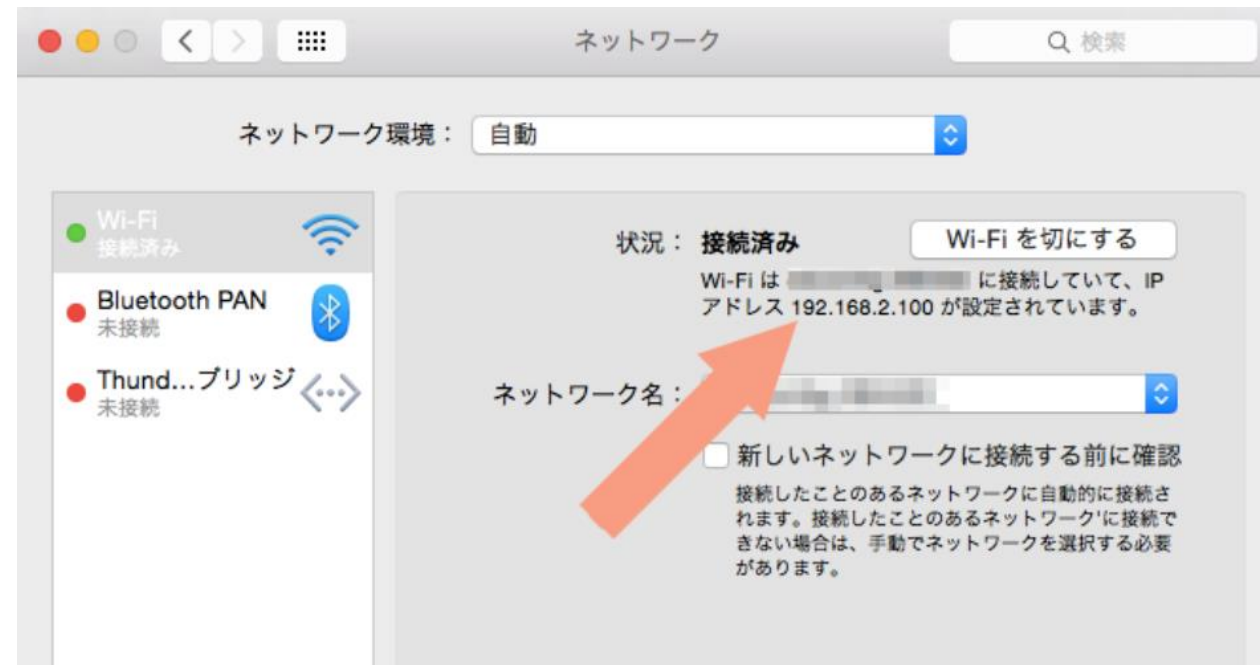 ネットワーク
検索
ネットワーク環境：
自動
Wi-Fi
接続済み
Bluetooth PAN
未接続
Thund…ブリッジ
未接続
状況： 接続済み
Wi-Fi を切にする
Wi-Fi は に接続していて、IP
アドレス 192.168.2.100 が設定されています。
ネットワーク名：
新しいネットワークに接続する前に確認
接続したことのあるネットワークに自動的に接続さ
れます。接続したことのあるネットワーク'に接続で
きない場合は、手動でネットワークを選択する必要
があります。